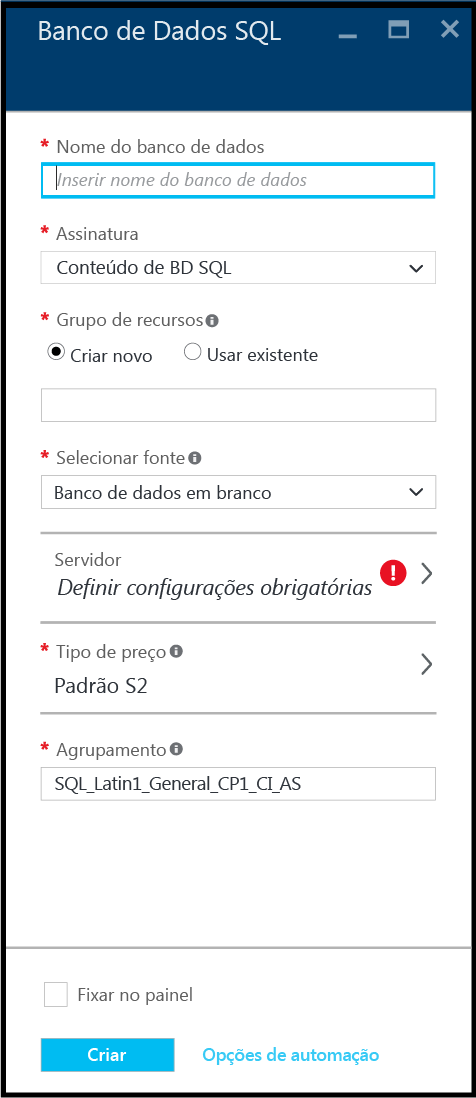 Banco de Dados SQL
* Nome do banco de dados
Inserir nome do banco de dados
* Assinatura
Conteúdo de BD SQL
* Grupo de recursos
Criar novo Usar existente
* Selecionar fonte
Banco de dados em branco
Servidor
Definir configurações obrigatórias
* Tipo de preço
Padrão S2
* Agrupamento
SQL_Latin1_General_CP1_CI_AS
Fixar no painel
Criar Opções de automação